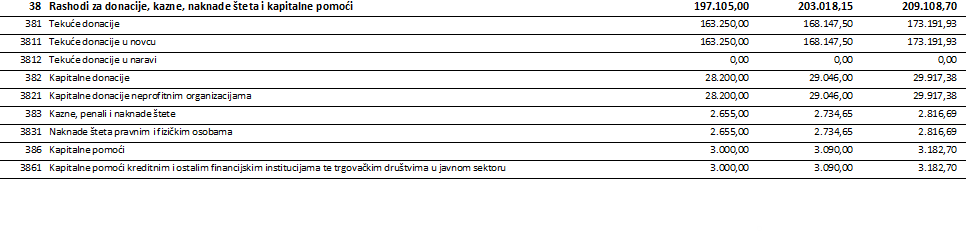 38 Rashodi za donacije, kazne, naknade šteta i kapitalne pomoći 197.105,00 203.018,15 209.108,70
381 Tekuće donacije 163.250,00 168.147,50 173.191,93
3811 Tekuće donacije u novcu 163.250,00 168.147,50 173.191,93
3812 Tekuće donacije u naravi 0,00 0,00 0,00
382 Kapitalne donacije 28.200,00 29.046,00 29.917,38
3821 Kapitalne donacije neprofitnim organizacijama 28.200,00 29.046,00 29.917,38
383 Kazne, penali i naknade štete 2.655,00 2.734,65 2.816,69
3831 Naknade šteta pravnim i fizičkim osobama 2.655,00 2.734,65 2.816,69
386 Kapitalne pomoći 3.000,00 3.090,00 3.182,70
3861 Kapitalne pomoći kreditnim i ostalim financijskim institucijama te trgovačkim društvima u javnom sektoru 3.000,00 3.090,00 3.182,70